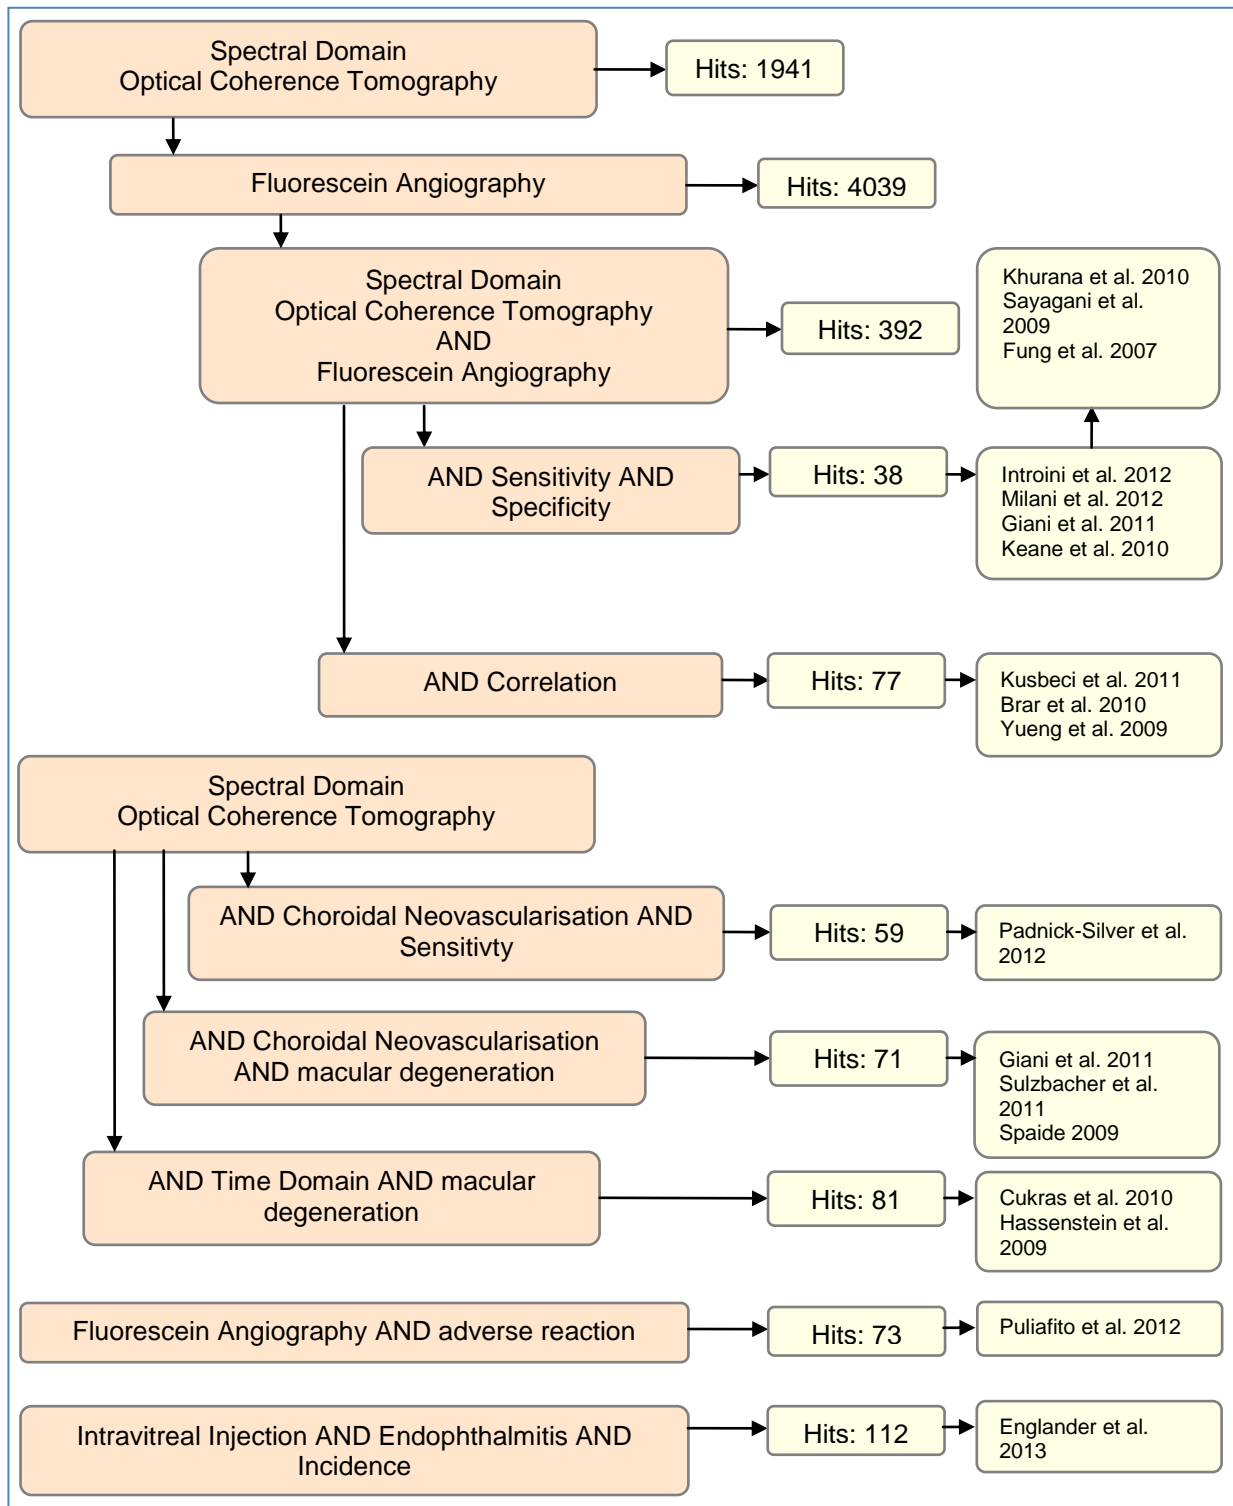 Spectral Domain
Optical Coherence Tomography
Hits: 1941
Fluorescein Angiography
Hits: 4039
Spectral Domain
Optical Coherence Tomography
AND
Fluorescein Angiography
Hits: 392
Khurana et al. 2010
Sayagani et al.
2009
Fung et al. 2007
AND Sensitivity AND
Specificity
Hits: 38
Introini et al. 2012
Milani et al. 2012
Giani et al. 2011
Keane et al. 2010
AND Correlation
Hits: 77
Kusbeci et al. 2011
Brar et al. 2010
Yueng et al. 2009
Spectral Domain
Optical Coherence Tomography
AND Choroidal Neovascularisation AND
Sensitivty
Hits: 59
Padnick-Silver et al.
2012
AND Choroidal Neovascularisation
AND macular degeneration
Hits: 71
Giani et al. 2011
Sulzbacher et al.
2011
Spaide 2009
AND Time Domain AND macular
degeneration
Hits: 81
Cukras et al. 2010
Hassenstein et al.
2009
Fluorescein Angiography AND adverse reaction
Hits: 73
Puliafito et al. 2012
Intravitreal Injection AND Endophthalmitis AND
Incidence
Hits: 112
Englander et al.
2013